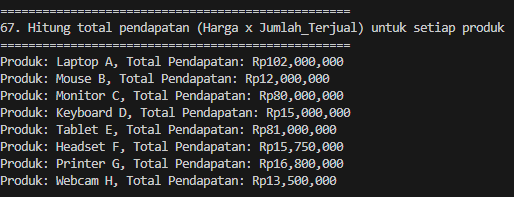 ==================================================
67. Hitung total pendapatan (Harga x Jumlah_Terjual) untuk setiap produk
==================================================
Produk: Laptop A, Total Pendapatan: Rp102,000,000
Produk: Mouse B, Total Pendapatan: Rp12,000,000
Produk: Monitor C, Total Pendapatan: Rp80,000,000
Produk: Keyboard D, Total Pendapatan: Rp15,000,000
Produk: Tablet E, Total Pendapatan: Rp81,000,000
Produk: Headset F, Total Pendapatan: Rp15,750,000
Produk: Printer G, Total Pendapatan: Rp16,800,000
Produk: Webcam H, Total Pendapatan: Rp13,500,000